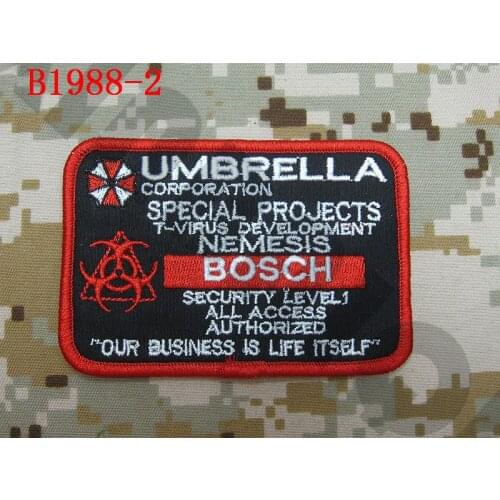 B1988-2
UMBRELLA
CORPORATION
SPECIAL PROJECTS
T-VIRUS DEVELOPMENT
NEMESIS
BOSCH
SECURITY LEVEL1
ALL ACCESS
AUTHORIZED
"OUR BUSINESS IS LIFE ITSELF"